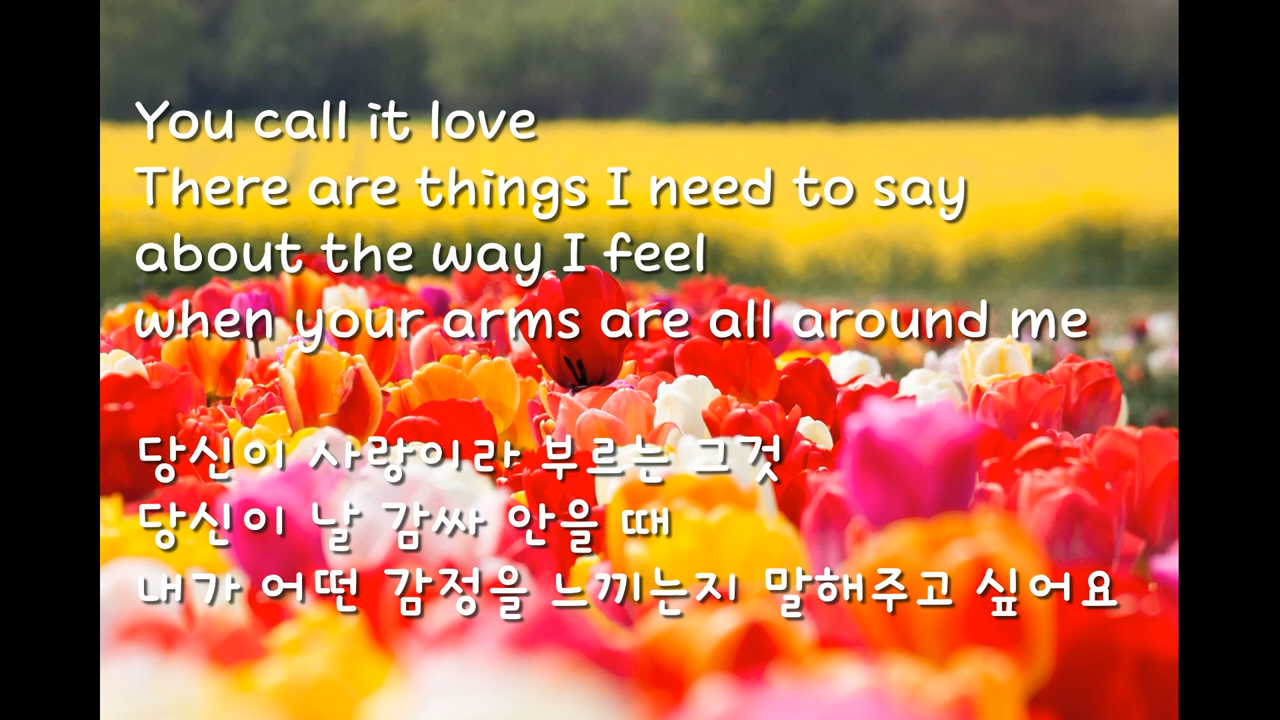 You call it love
There are things I need to say
about the way I feel
when your arms are all around me
당신이 사랑이라 부르는 그것
당신이 날 감싸 안을 때
내가 어떤 감정을 느끼는지 말해주고 싶어요